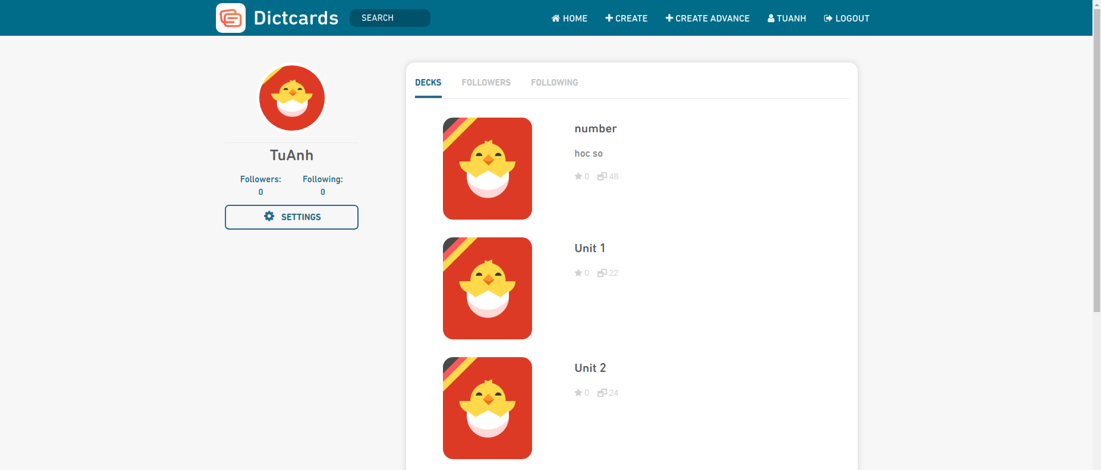 Dictcards
SEARCH
HOME
CREATE
CREATE ADVANCE
TUANH
LOGOUT
TuAnh
Followers:
Following:
0
0
SETTINGS
DECKS
FOLLOWERS
FOLLOWING
number
hoc so
0 48
Unit 1
0 22
Unit 2
0 24